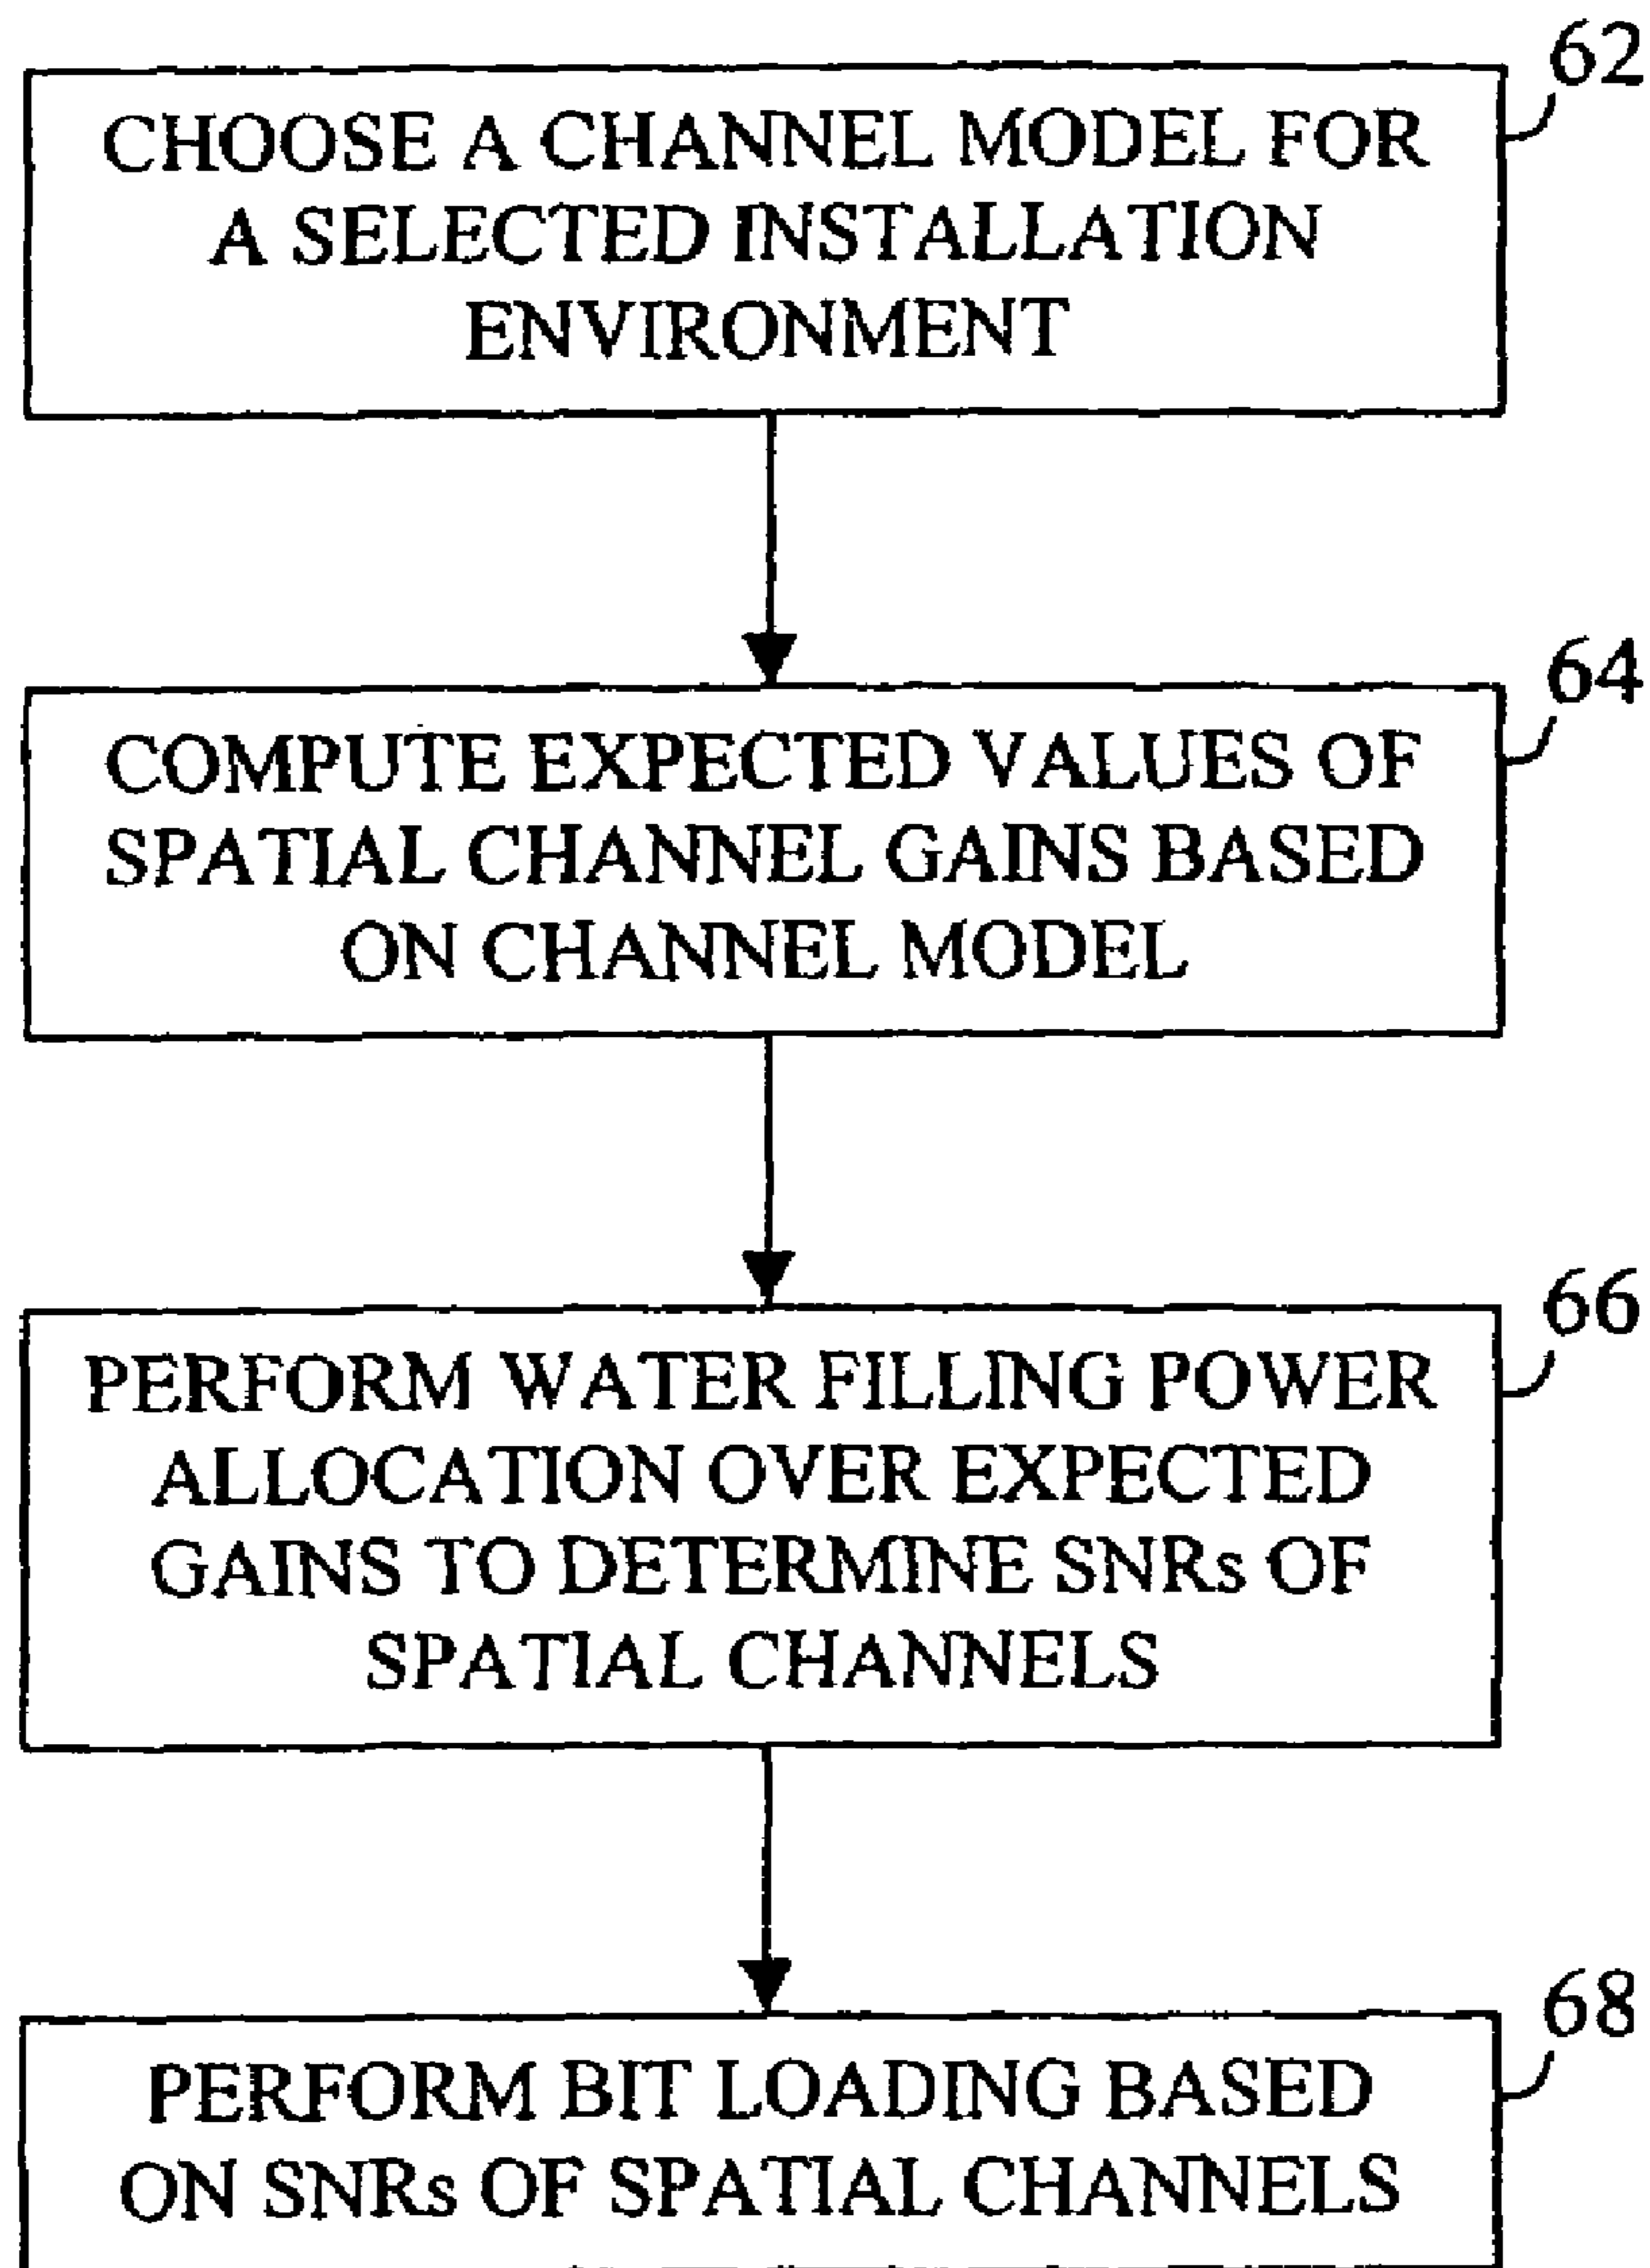 62
CHOOSE A CHANNEL MODEL FOR
A SELECTED INSTALLATION
ENVIRONMENT
64
COMPUTE EXPECTED VALUES OF
SPATIAL CHANNEL GAINS BASED
ON CHANNEL MODEL
66
PERFORM WATER FILLING POWER
ALLOCATION OVER EXPECTED
GAINS TO DETERMINE SNRs OF
SPATIAL CHANNELS
68
PERFORM BIT LOADING BASED
ON SNRs OF SPATIAL CHANNELS